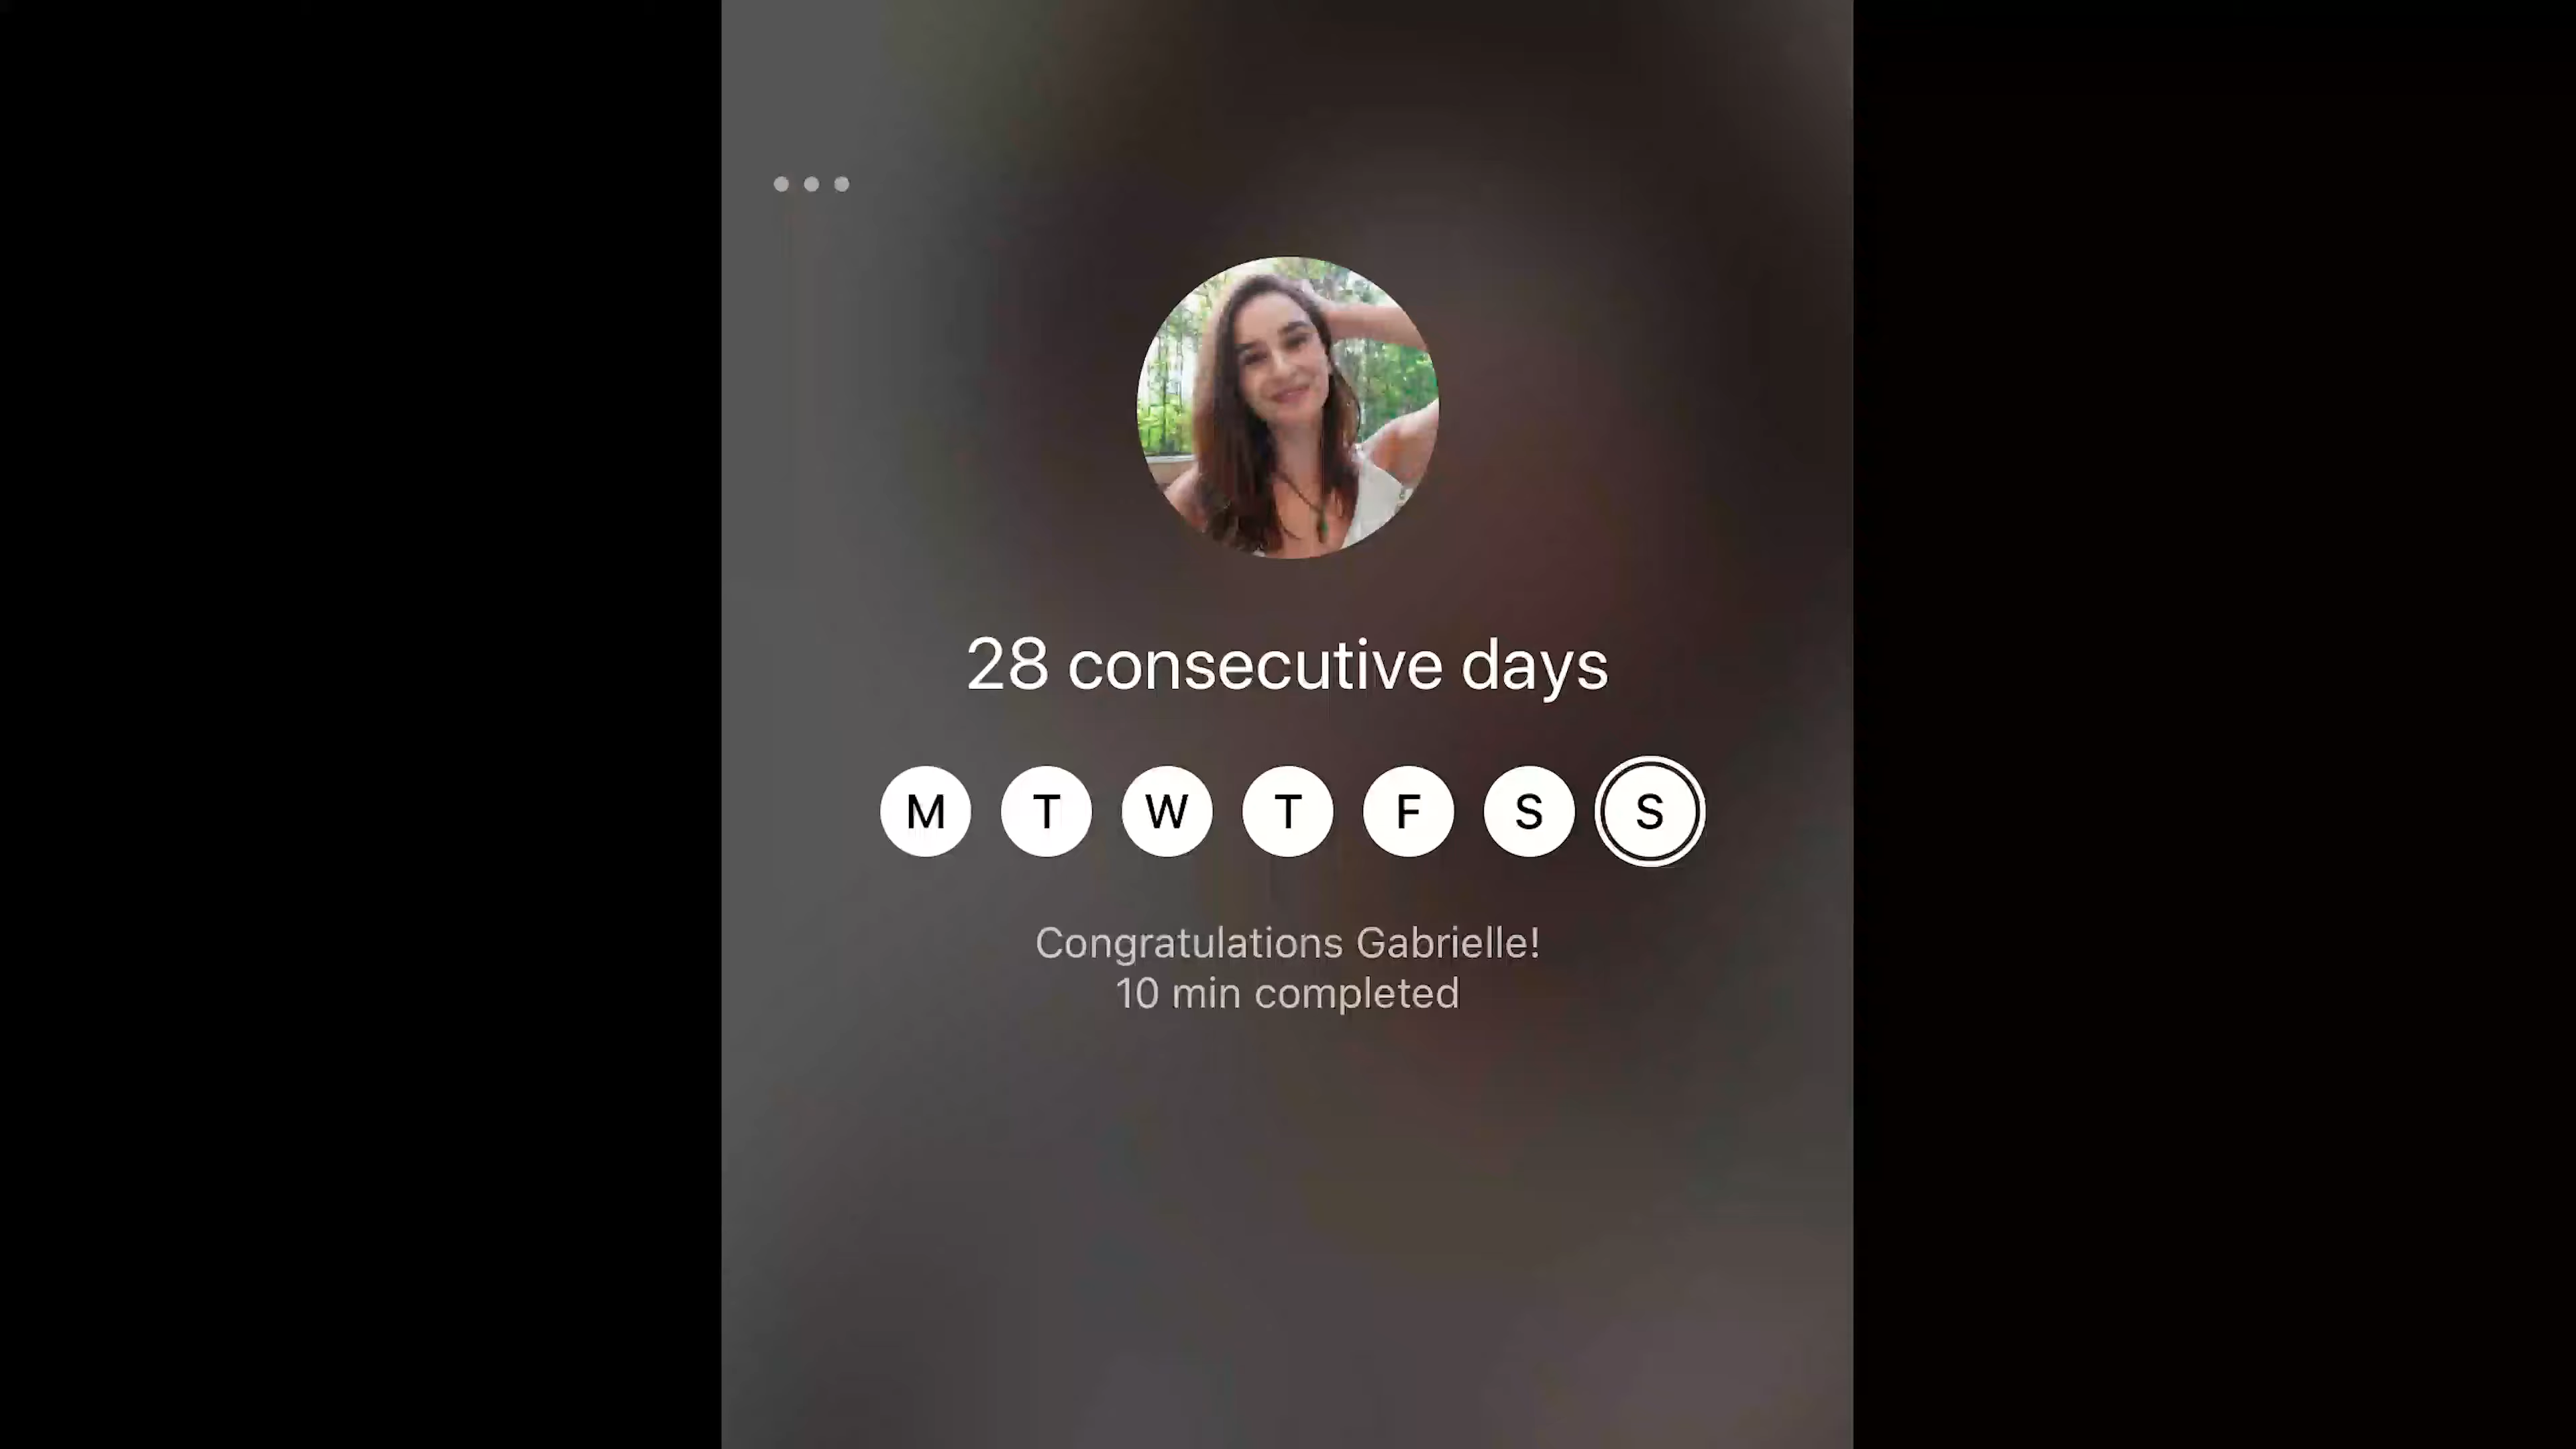 28 consecutive days
M T W T F S S
Congratulations Gabrielle!
10 min completed